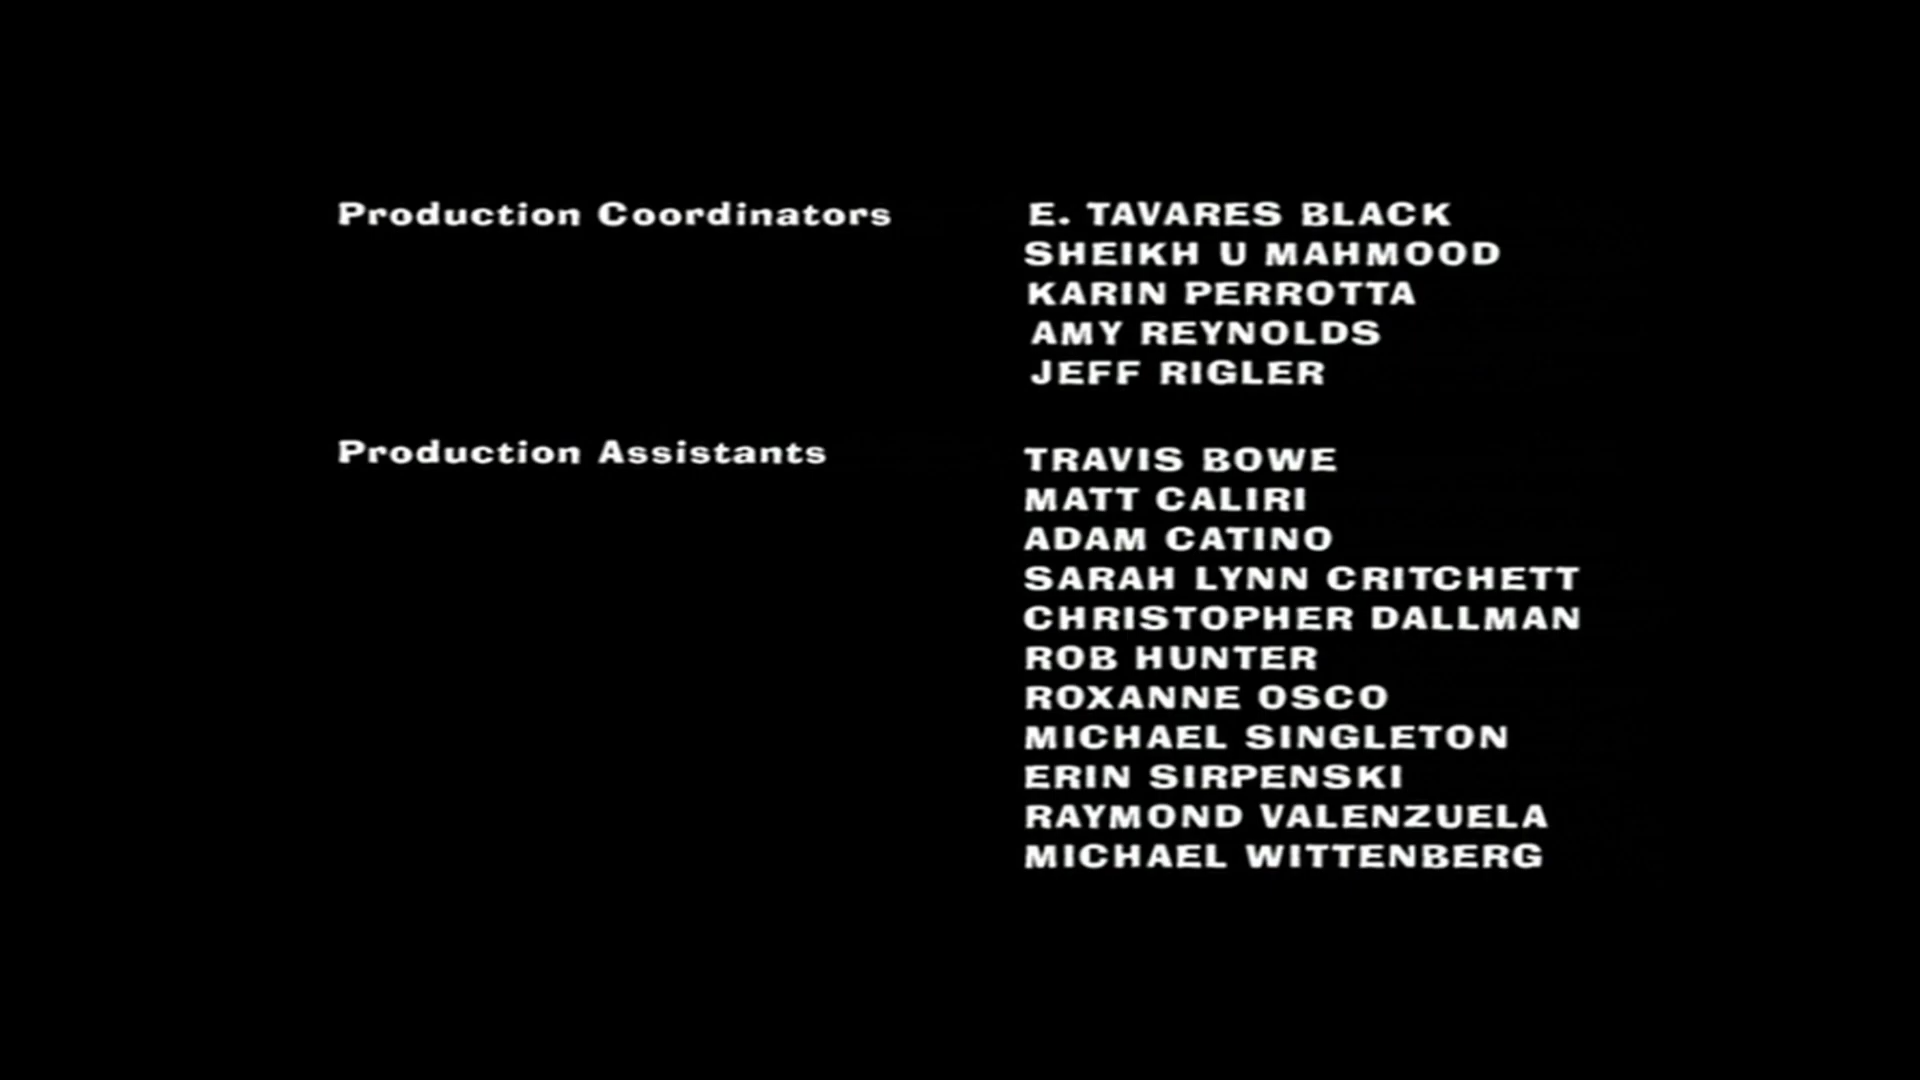 Production Coordinators E. TAVARES BLACK
SHEIKH U MAHMOOD
KARIN PERROTTA
AMY REYNOLDS
JEFF RIGLER
Production Assistants TRAVIS BOWE
MATT CALIRI
ADAM CATINO
SARAH LYNN CRITCHETT
CHRISTOPHER DALLMAN
ROB HUNTER
ROXANNE OSCO
MICHAEL SINGLETON
ERIN SIRPENSKI
RAYMOND VALENZUELA
MICHAEL WITTENBERG